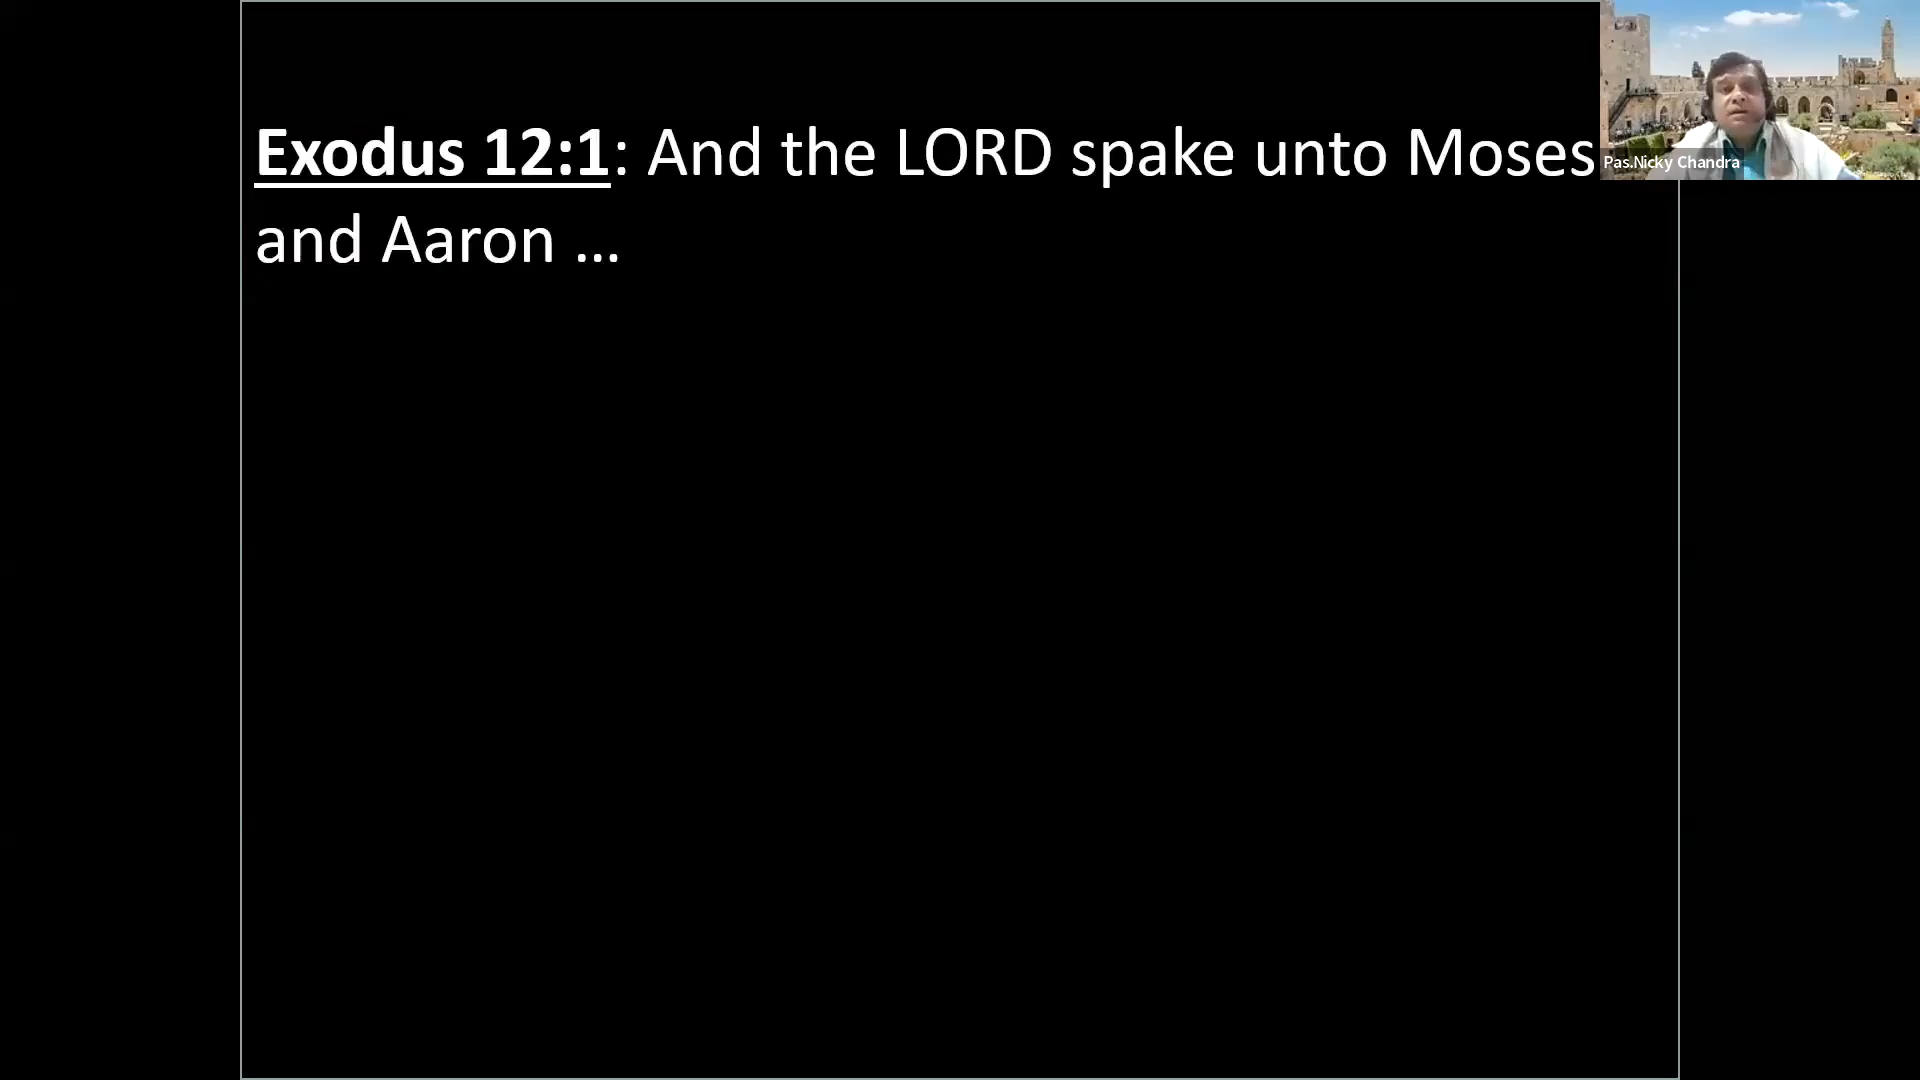 Exodus 12:1: And the LORD spake unto Moses
and Aaron ...
Pas.Nicky Chandra